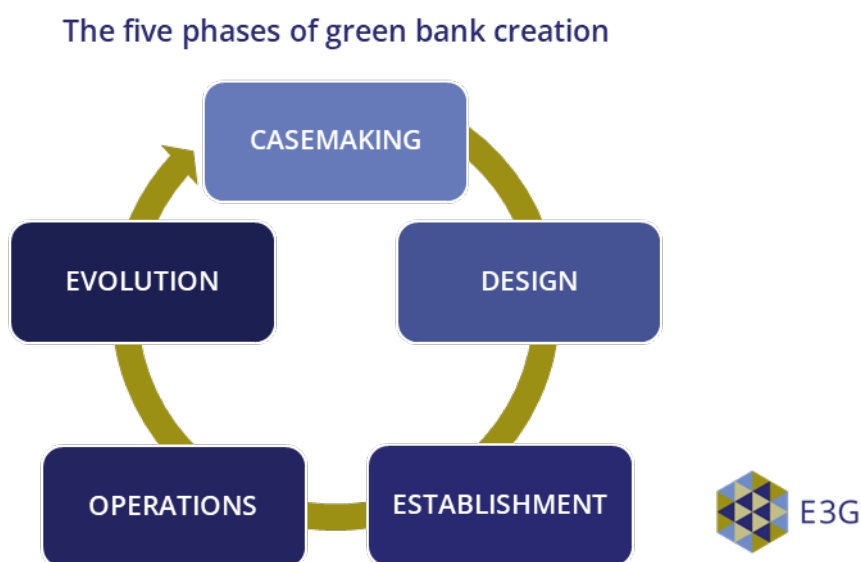 The five phases of green bank creation
CASEMAKING
DESIGN
ESTABLISHMENT
OPERATIONS
EVOLUTION
E3G